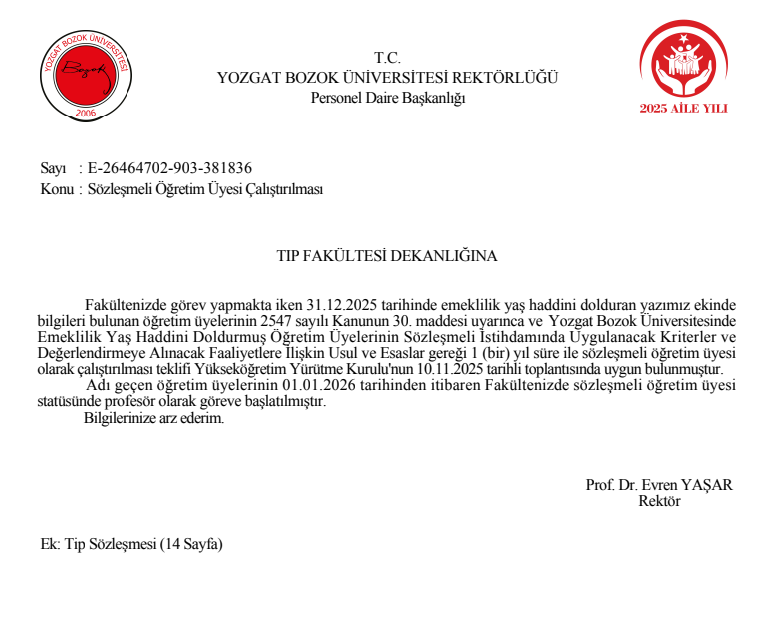 YOZGAT BOZOK ÜNİVERSİTESİ
Bozok
2006
T.C.
YOZGAT BOZOK ÜNİVERSİTESİ REKTÖRLÜĞÜ
Personel Daire Başkanlığı
2025 AİLE YILI
Sayı : E-26464702-903-381836
Konu : Sözleşmeli Öğretim Üyesi Çalıştırılması
TIP FAKÜLTESİ DEKANLIĞINA
Fakültenizde görev yapmakta iken 31.12.2025 tarihinde emeklilik yaş haddini dolduran yazımız ekinde
bilgileri bulunan öğretim üyelerinin 2547 sayılı Kanunun 30. maddesi uyarınca ve Yozgat Bozok Üniversitesinde
Emeklilik Yaş Haddini Doldurmuş Öğretim Üyelerinin Sözleşmeli İstihdamında Uygulanacak Kriterler ve
Değerlendirmeye Alınacak Faaliyetlere İlişkin Usul ve Esaslar gereği 1 (bir) yıl süre ile sözleşmeli öğretim üyesi
olarak çalıştırılması teklifi Yükseköğretim Yürütme Kurulu'nun 10.11.2025 tarihli toplantısında uygun bulunmuştur.
Adı geçen öğretim üyelerinin 01.01.2026 tarihinden itibaren Fakültenizde sözleşmeli öğretim üyesi
statüsünde profesör olarak göreve başlatılmıştır.
Bilgilerinize arz ederim.
Prof. Dr. Evren YAŞAR
Rektör
Ek: Tip Sözleşmesi (14 Sayfa)